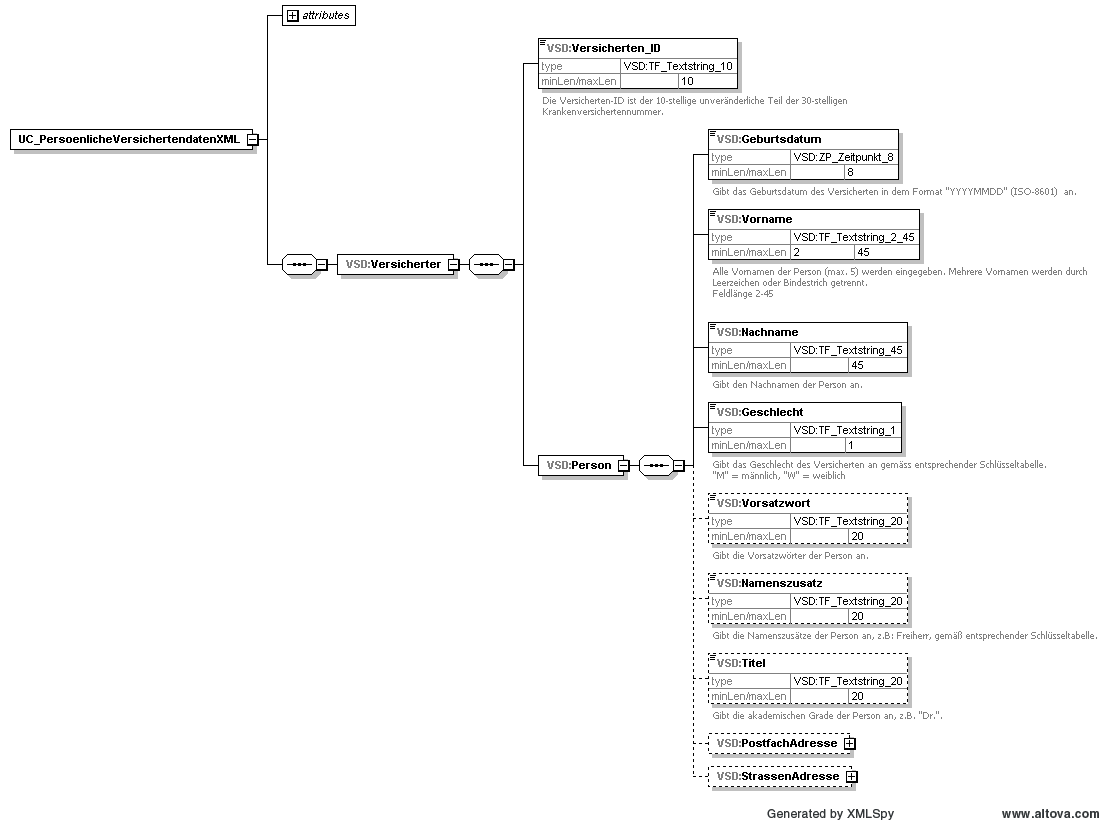 attributes
UC_PersoenlicheVersichertendatenXML
VSD:Versicherter
VSD:Versicherten_ID
type VSD:TF_Textstring_10
minLen/maxLen 10
Die Versicherten-ID ist der 10-stellige unveränderliche Teil der 30-stelligen
Krankenversichertennummer.
VSD:Person
VSD:Geburtsdatum
type VSD:ZP_Zeitpunkt_8
minLen/maxLen 8
Gibt das Geburtsdatum des Versicherten in dem Format "YYYYMMDD" (ISO-8601) an.
VSD:Vorname
type VSD:TF_Textstring_2_45
minLen/maxLen 2 45
Alle Vornamen der Person (max. 5) werden eingegeben. Mehrere Vornamen werden durch
Leerzeichen oder Bindestrich getrennt.
Feldlänge 2-45
VSD:Nachname
type VSD:TF_Textstring_45
minLen/maxLen 45
Gibt den Nachnamen der Person an.
VSD:Geschlecht
type VSD:TF_Textstring_1
minLen/maxLen 1
Gibt das Geschlecht des Versicherten an gemäss entsprechender Schlüsseltabelle.
"M" = männlich, "W" = weiblich
VSD:Vorsatzwort
type VSD:TF_Textstring_20
minLen/maxLen 20
Gibt die Vorsatzwörter der Person an.
VSD:Namenszusatz
type VSD:TF_Textstring_20
minLen/maxLen 20
Gibt die Namenszusätze der Person an, z.B: Freiherr, gemäß entsprechender Schlüsseltabelle.
VSD:Titel
type VSD:TF_Textstring_20
minLen/maxLen 20
Gibt die akademischen Grade der Person an, z.B. "Dr.".
VSD:PostfachAdresse
VSD:StrassenAdresse
Generated by XMLSpy www.altova.com